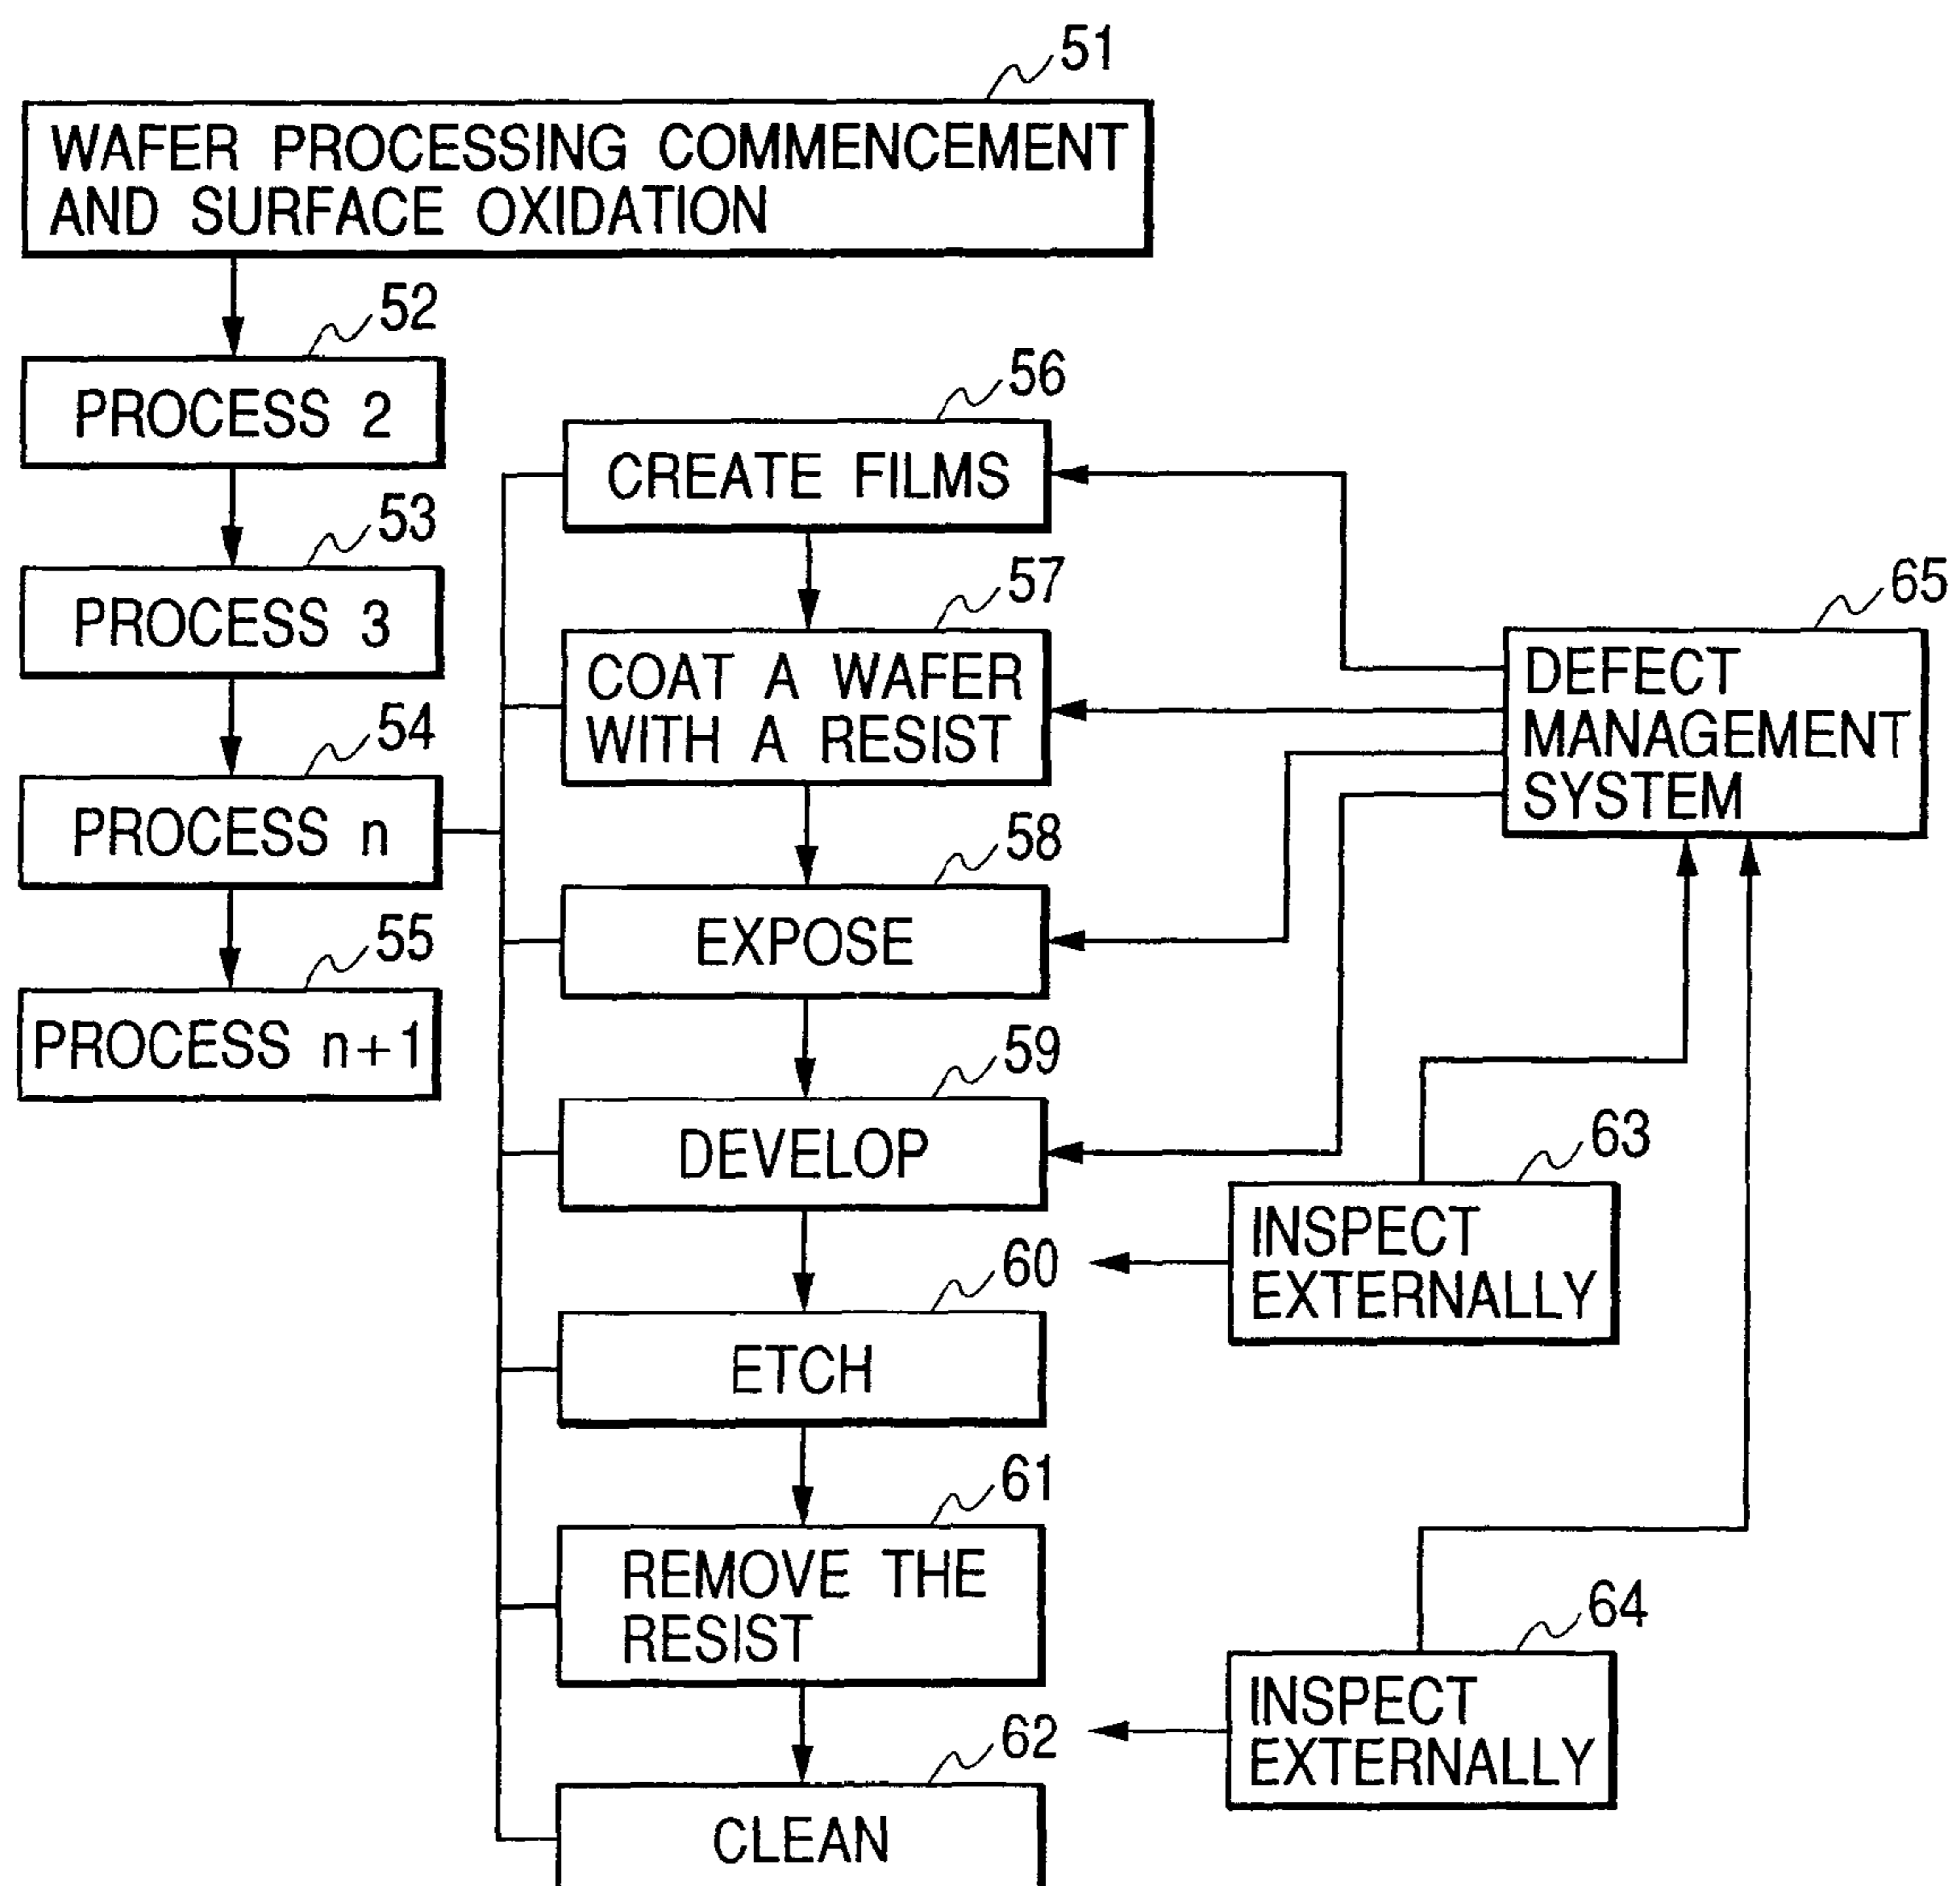 51
WAFER PROCESSING COMMENCEMENT
AND SURFACE OXIDATION
52
PROCESS 2
53
PROCESS 3
54
PROCESS n
55
PROCESS n+1
56
CREATE FILMS
57
COAT A WAFER
WITH A RESIST
58
EXPOSE
59
DEVELOP
60
ETCH
61
REMOVE THE
RESIST
62
CLEAN
65
DEFECT
MANAGEMENT
SYSTEM
63
INSPECT
EXTERNALLY
64
INSPECT
EXTERNALLY